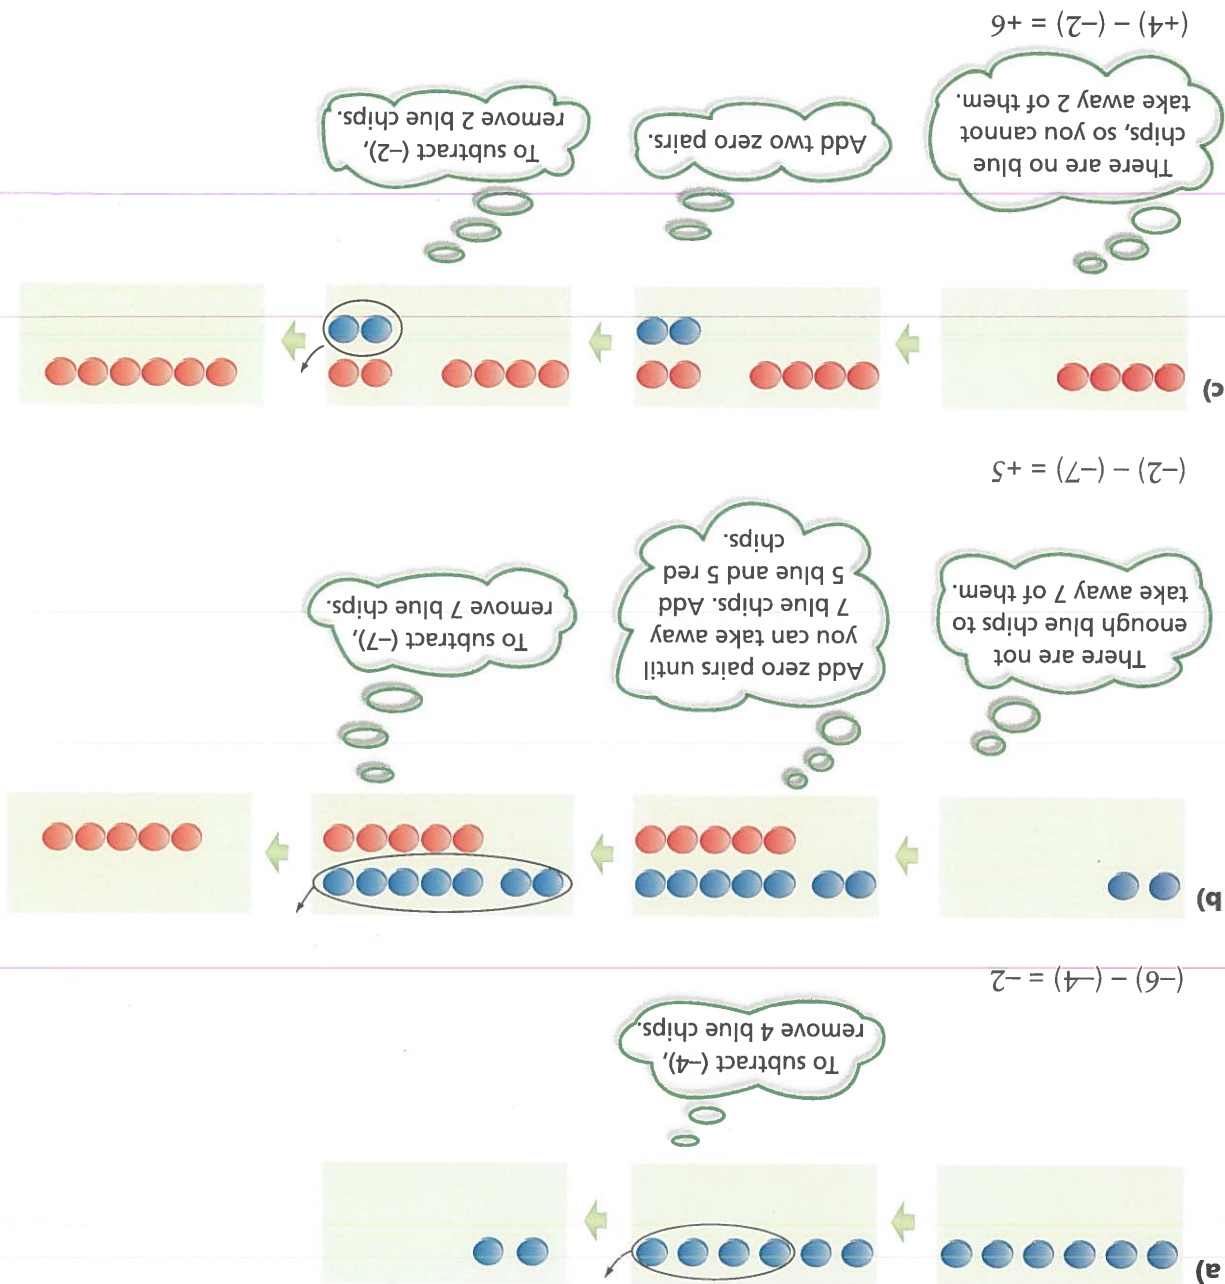 a)
To subtract (–4),
remove 4 blue chips.
(–6) – (–4) = –2
b)
There are not
enough blue chips to
take away 7 of them.
Add zero pairs until
you can take away
7 blue chips. Add
5 blue and 5 red
chips.
To subtract (–7),
remove 7 blue chips.
(–2) – (–7) = +5
c)
There are no blue
chips, so you cannot
take away 2 of them.
Add two zero pairs.
To subtract (–2),
remove 2 blue chips.
(+4) – (–2) = +6